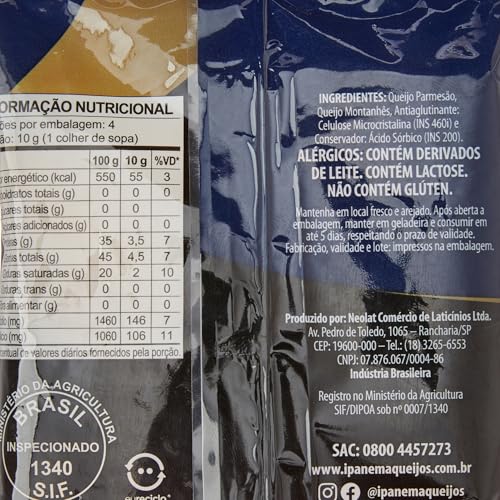 ORMAÇÃO NUTRICIONAL
ões por embalagem: 4
ão: 10 g (1 colher de sopa)
100 g 10 g %VD*
r energético (kcal) 550 55 3
oidratos totais (g) 0 0 0
úcares totais (g) 0 0 0
ores adicionados (g) 0 0 0
(g) 35 3,5 7
totais (g) 45 4,5 7
saturadas (g) 20 2 10
uras trans (g) 0 0 0
alimentar (g) 0 0 0
(mg) 1460 146 7
(mg) 1060 106 11
entual de valores diários fornecidos pela porção.
MINISTÉRIO DA AGRICULTURA
BRASIL
INSPECIONADO
1340
S.I.F.
eureciclo
INGREDIENTES: Queijo Parmesão,
Queijo Montanhês, Antiaglutinante:
Celulose Microcristalina (INS 460i) e
Conservador: Ácido Sórbico (INS 200).
ALÉRGICOS: CONTÉM DERIVADOS
DE LEITE. CONTÉM LACTOSE.
NÃO CONTÉM GLÚTEN.
Mantenha em local fresco e arejado. Após aberta a
embalagem, manter em geladeira e consumir em
até 5 dias, respeitando o prazo de validade.
Fabricação, validade e lote: impressos na embalagem.
Produzido por: Neolat Comércio de Laticínios Ltda.
Av. Pedro de Toledo, 1065 – Rancharia/SP
CEP: 19600-000 – Tel.: (18) 3265-6553
CNPJ: 07.876.067/0004-86
Indústria Brasileira
Registro no Ministério da Agricultura
SIF/DIPOA sob nº 0007/1340
SAC: 0800 4457273
www.ipanemaqueijos.com.br
@ipanemaqueijos